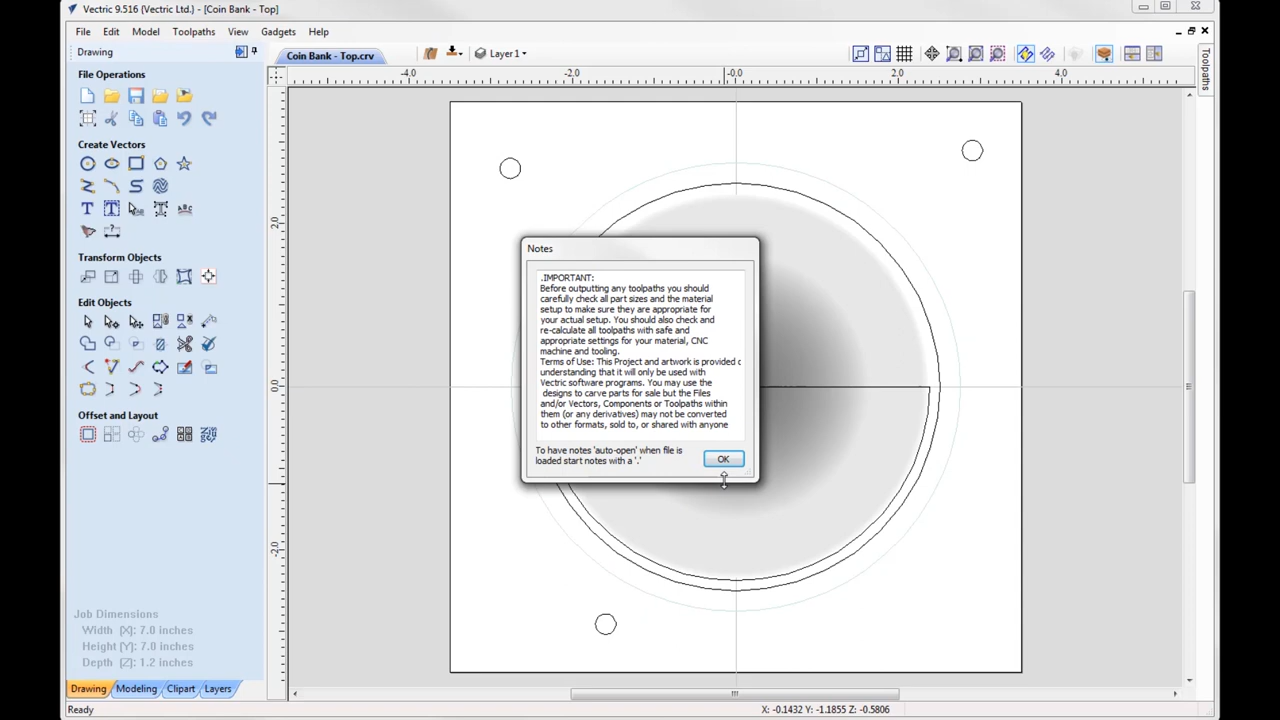 Vectric 9.516 {Vectric Ltd.} - [Coin Bank - Top]
File Edit Model Toolpaths View Gadgets Help
Drawing
Coin Bank - Top.crv
Layer 1
Toolpaths
File Operations
-4.0 -2.0 -0.0 2.0 4.0
Create Vectors
2.0
Transform Objects
Edit Objects
0.0
Offset and Layout
-2.0
Notes
.IMPORTANT:
Before outputting any toolpaths you should
carefully check all part sizes and the material
setup to make sure they are appropriate for
your actual setup. You should also check and
re-calculate all toolpaths with safe and
appropriate settings for your material, CNC
machine and tooling.
Terms of Use: This Project and artwork is provided
understanding that it will only be used with
Vectric software programs. You may use the
designs to carve parts for sale but the Files
and/or Vectors, Components or Toolpaths within
them (or any derivatives) may not be converted
to other formats, sold to, or shared with anyone
To have notes 'auto-open' when file is
loaded start notes with a '.'
OK
Job Dimensions
Width (X): 7.0 inches
Height (Y): 7.0 inches
Depth (Z): 1.2 inches
Drawing Modeling Clipart Layers
Ready
X: -0.1432 Y: -1.1855 Z: -0.5806